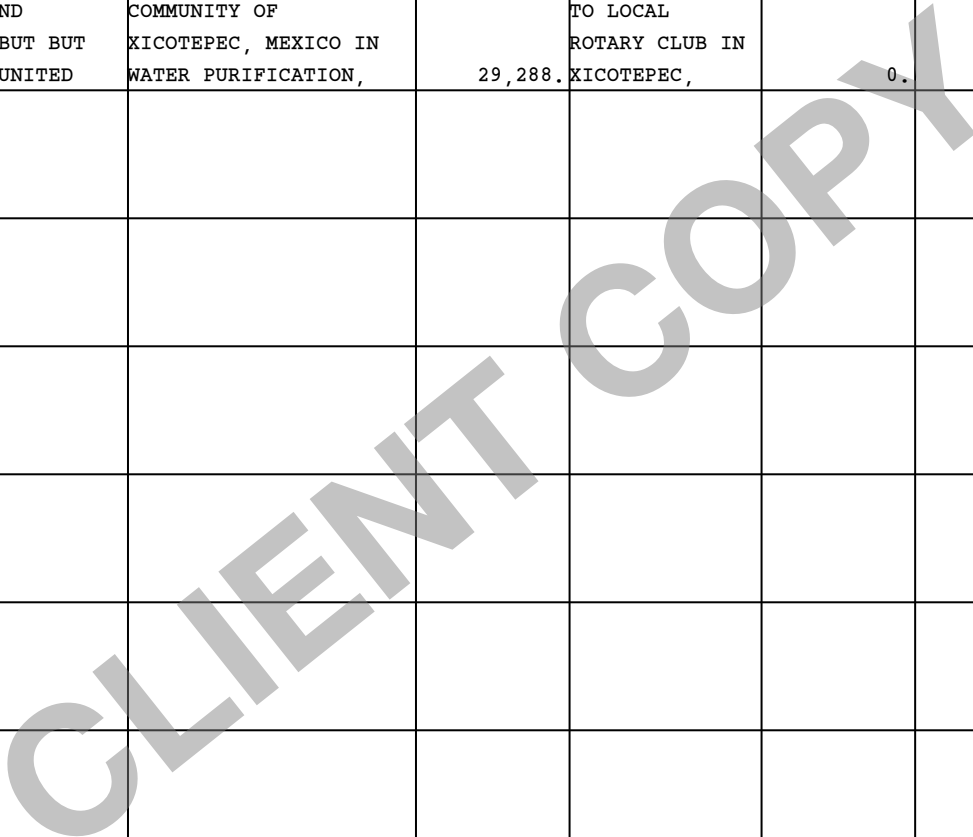 ND COMMUNITY OF TO LOCAL
BUT BUT XICOTEPEC, MEXICO IN ROTARY CLUB IN
UNITED WATER PURIFICATION, 29,288. XICOTEPEC, 0.
CLIENT COPY